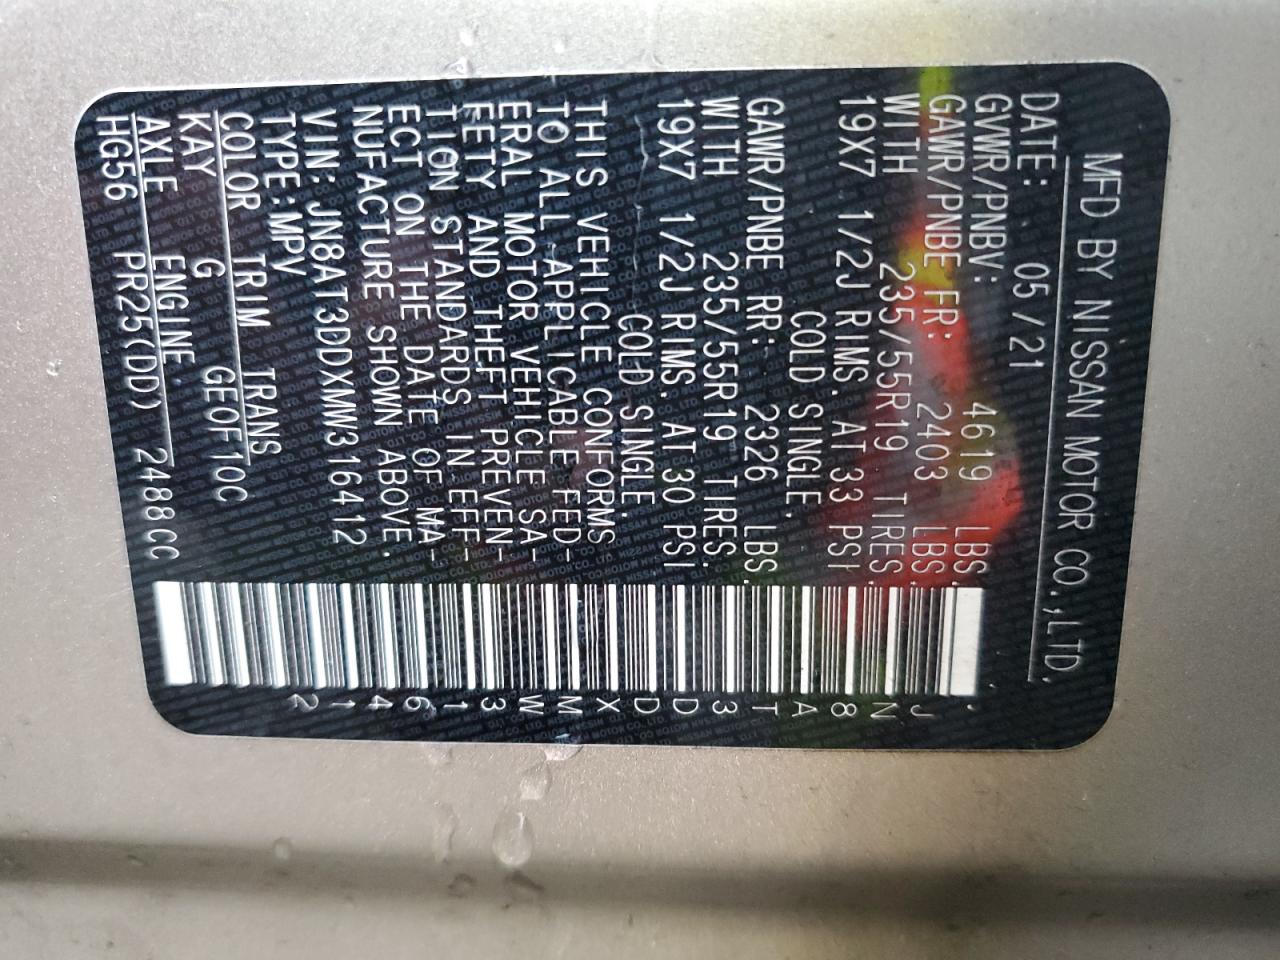 MFD BY NISSAN MOTOR CO.,LTD.
DATE: 05/21
GVWR/PNBV: 4619 LBS.
GAWR/PNBE FR: 2403 LBS.
WITH 235/55R19 TIRES.
19X7 1/2J RIMS. AT 33 PSI
COLD SINGLE.
GAWR/PNBE RR: 2326 LBS.
WITH 235/55R19 TIRES.
19X7 1/2J RIMS. AT 30 PSI
COLD SINGLE.
THIS VEHICLE CONFORMS
TO ALL APPLICABLE FED-
ERAL MOTOR VEHICLE SA-
FETY AND THEFT PREVEN-
TION STANDARDS IN EFF-
ECT ON THE DATE OF MA-
NUFACTURE SHOWN ABOVE.
VIN: JN8AT3DDXMW316412
TYPE:MPV
COLOR TRIM TRANS
KAY G GE0F10C
AXLE ENGINE
HG56 PR25(DD) 2488CC
JN8AT3DDXMW316412